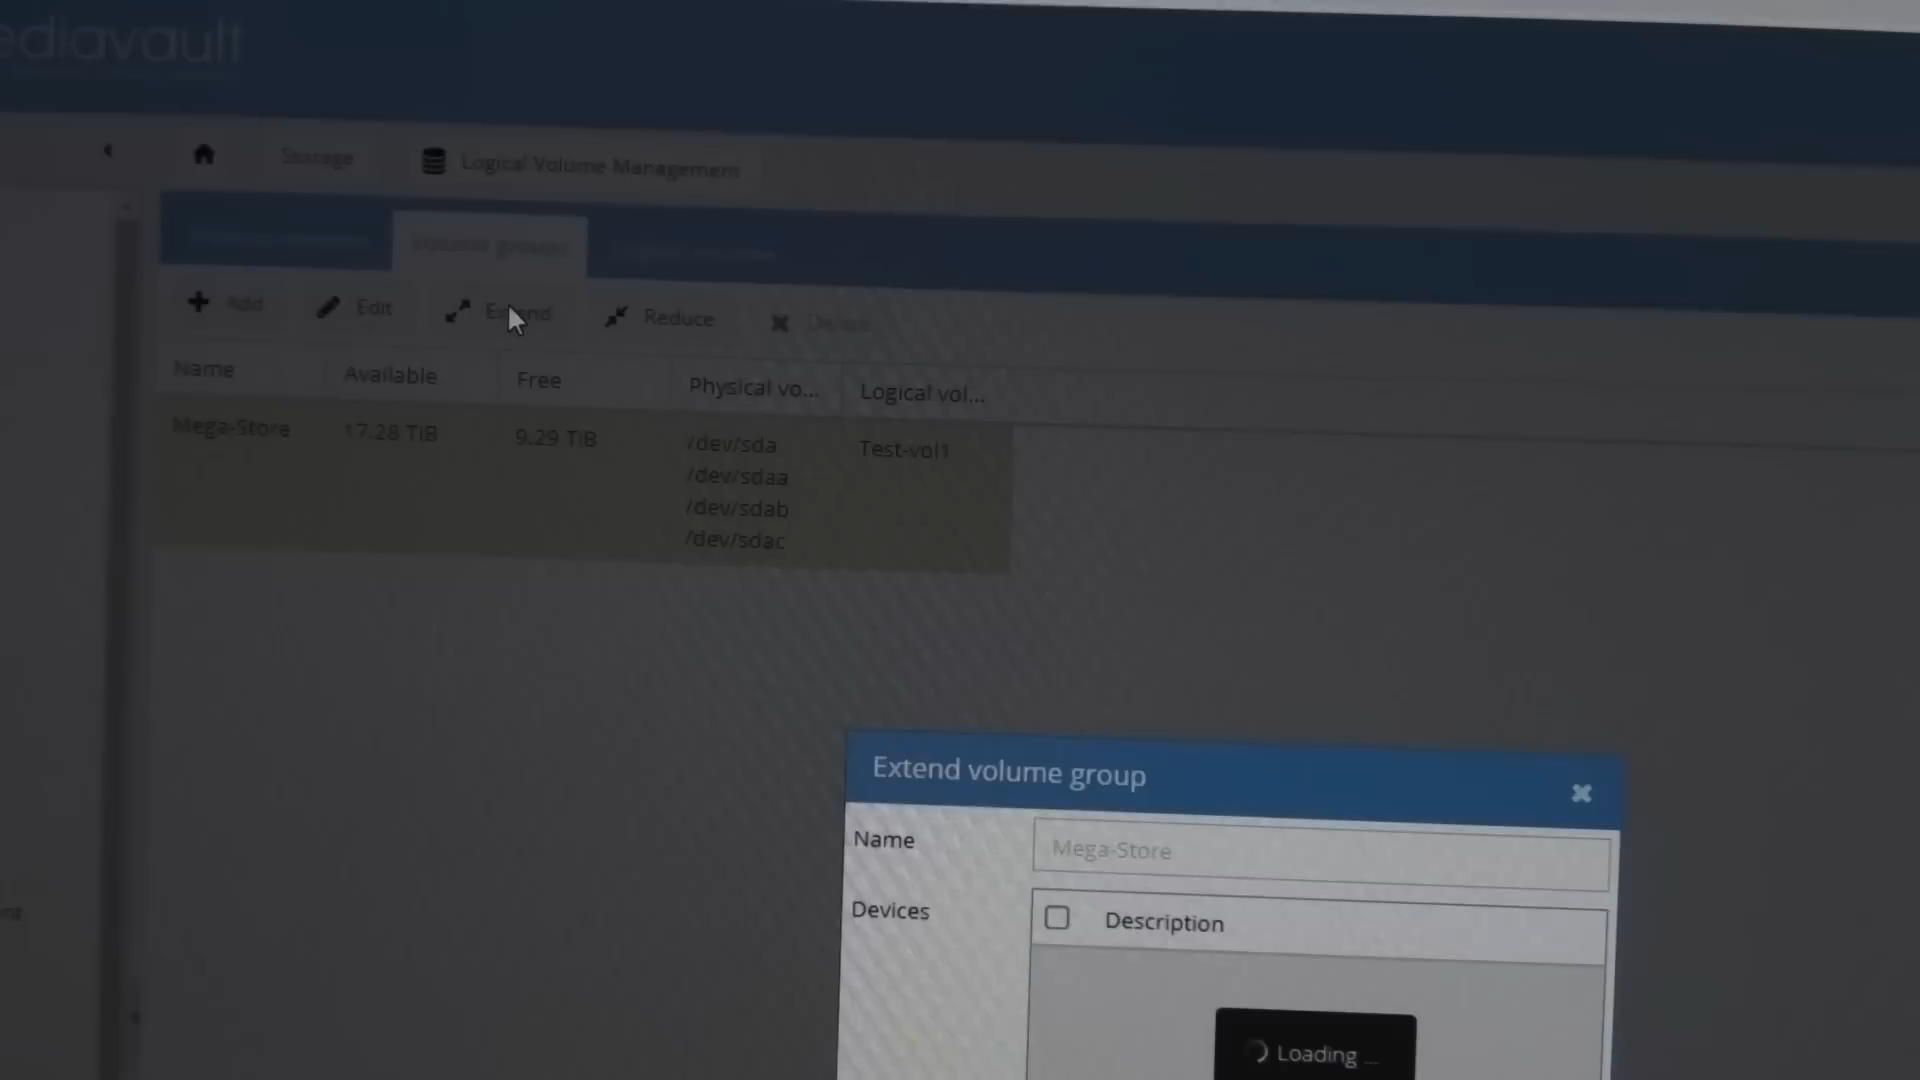 ediavault
Storage
Logical Volume Management
Volume groups
Add
Edit
Extend
Reduce
Delete
Name
Available
Free
Physical vo...
Logical vol...
Mega-Store
17.28 TiB
9.29 TiB
/dev/sda
/dev/sdaa
/dev/sdab
/dev/sdac
Test-vol1
Extend volume group
Name
Mega-Store
Devices
Description
Loading ...